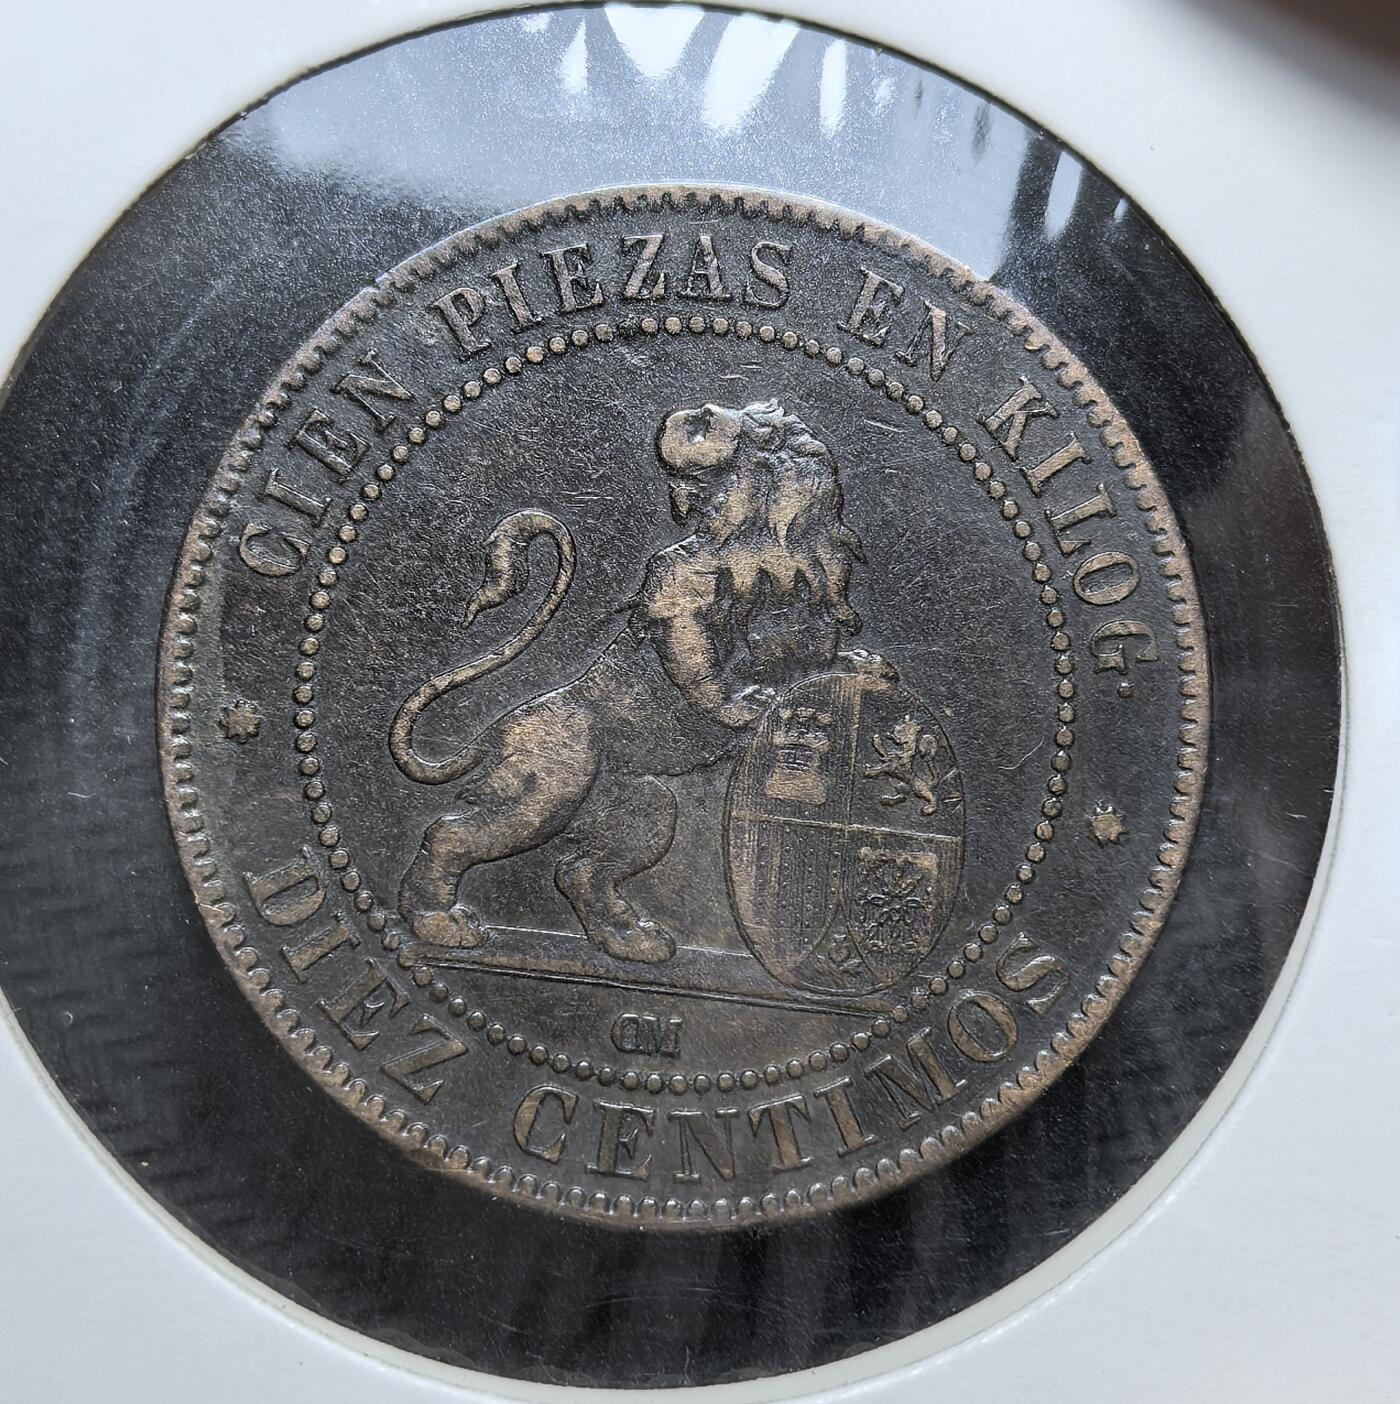 CIEN PIEZAS EN KILOG.
OM
DIEZ CENTIMOS